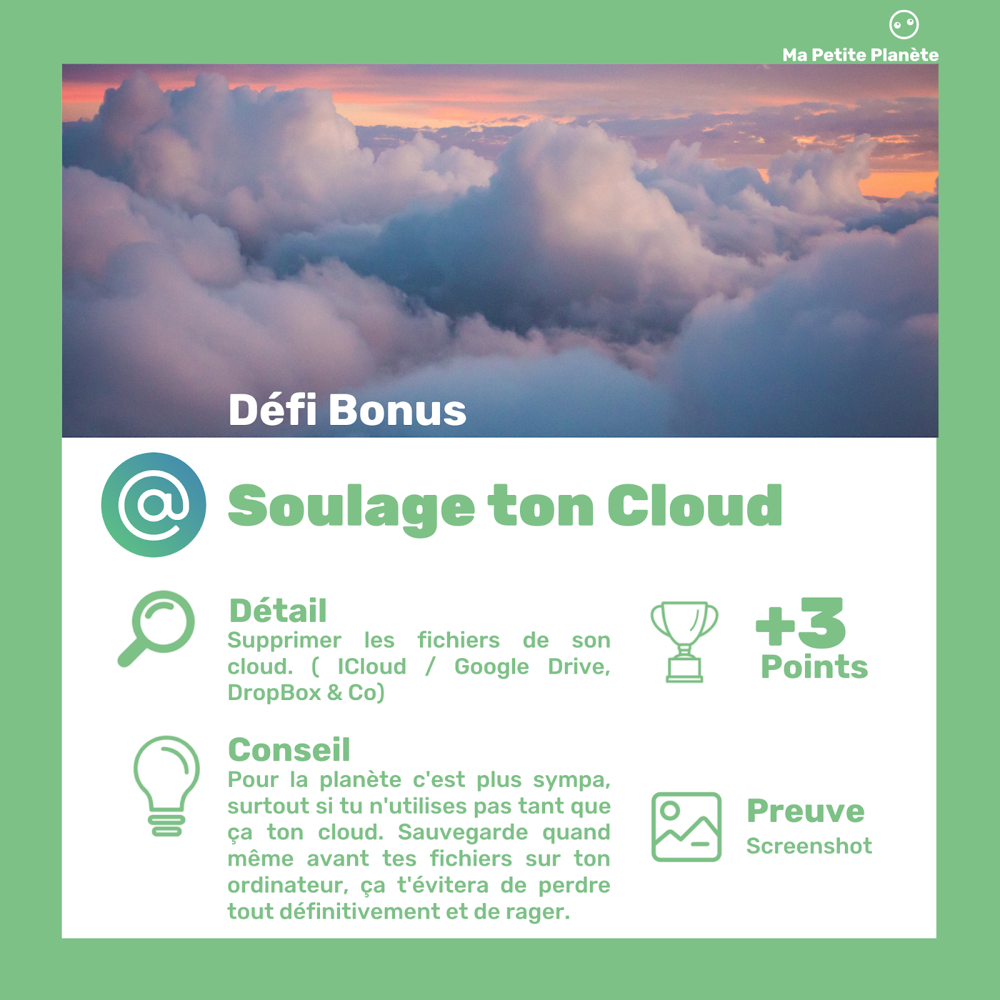 Ma Petite Planète
Défi Bonus
@ Soulage ton Cloud
Détail
Supprimer les fichiers de son
cloud. ( ICloud / Google Drive,
DropBox & Co)
+3
Points
Conseil
Pour la planète c'est plus sympa,
surtout si tu n'utilises pas tant que
ça ton cloud. Sauvegarde quand
même avant tes fichiers sur ton
ordinateur, ça t'évitera de perdre
tout définitivement et de rager.
Preuve
Screenshot